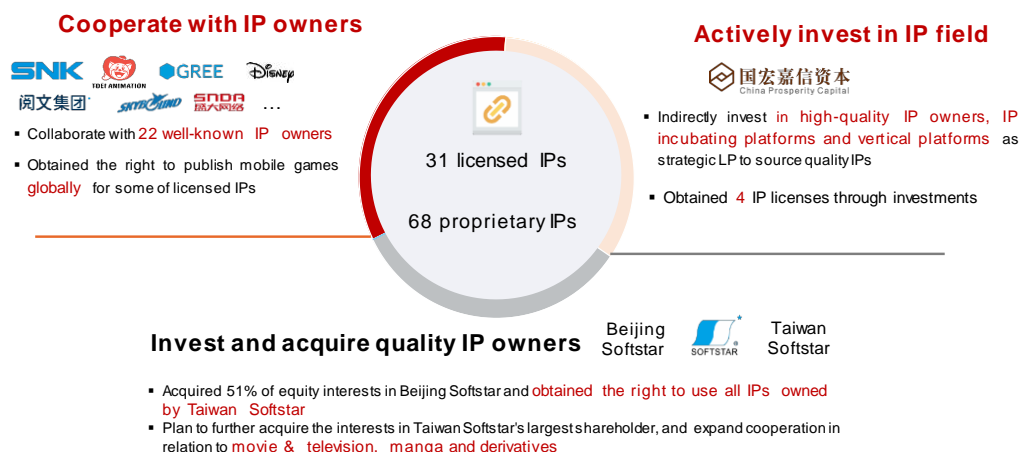 Cooperate with IP owners
SNK
TOEI ANIMATION
GREE
Disney
阅文集团
SKYBOUND
SNDA
盛大网络
...
▪ Collaborate with 22 well-known IP owners
▪ Obtained the right to publish mobile games
globally for some of licensed IPs
31 licensed IPs
68 proprietary IPs
Actively invest in IP field
国宏嘉信资本
China Prosperity Capital
▪ Indirectly invest in high-quality IP owners, IP
incubating platforms and vertical platforms as
strategic LP to source quality IPs
▪ Obtained 4 IP licenses through investments
Invest and acquire quality IP owners
Beijing
Softstar
SOFTSTAR
Taiwan
Softstar
▪ Acquired 51% of equity interests in Beijing Softstar and obtained the right to use all IPs owned
by Taiwan Softstar
▪ Plan to further acquire the interests in Taiwan Softstar's largest shareholder, and expand cooperation in
relation to movie & television, manga and derivatives